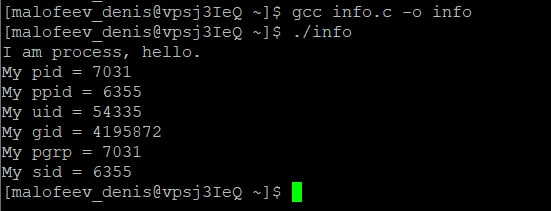 [malofeev_denis@vpsj3IeQ ~]$ gcc info.c -o info
[malofeev_denis@vpsj3IeQ ~]$ ./info
I am process, hello.
My pid = 7031
My ppid = 6355
My uid = 54335
My gid = 4195872
My pgrp = 7031
My sid = 6355
[malofeev_denis@vpsj3IeQ ~]$